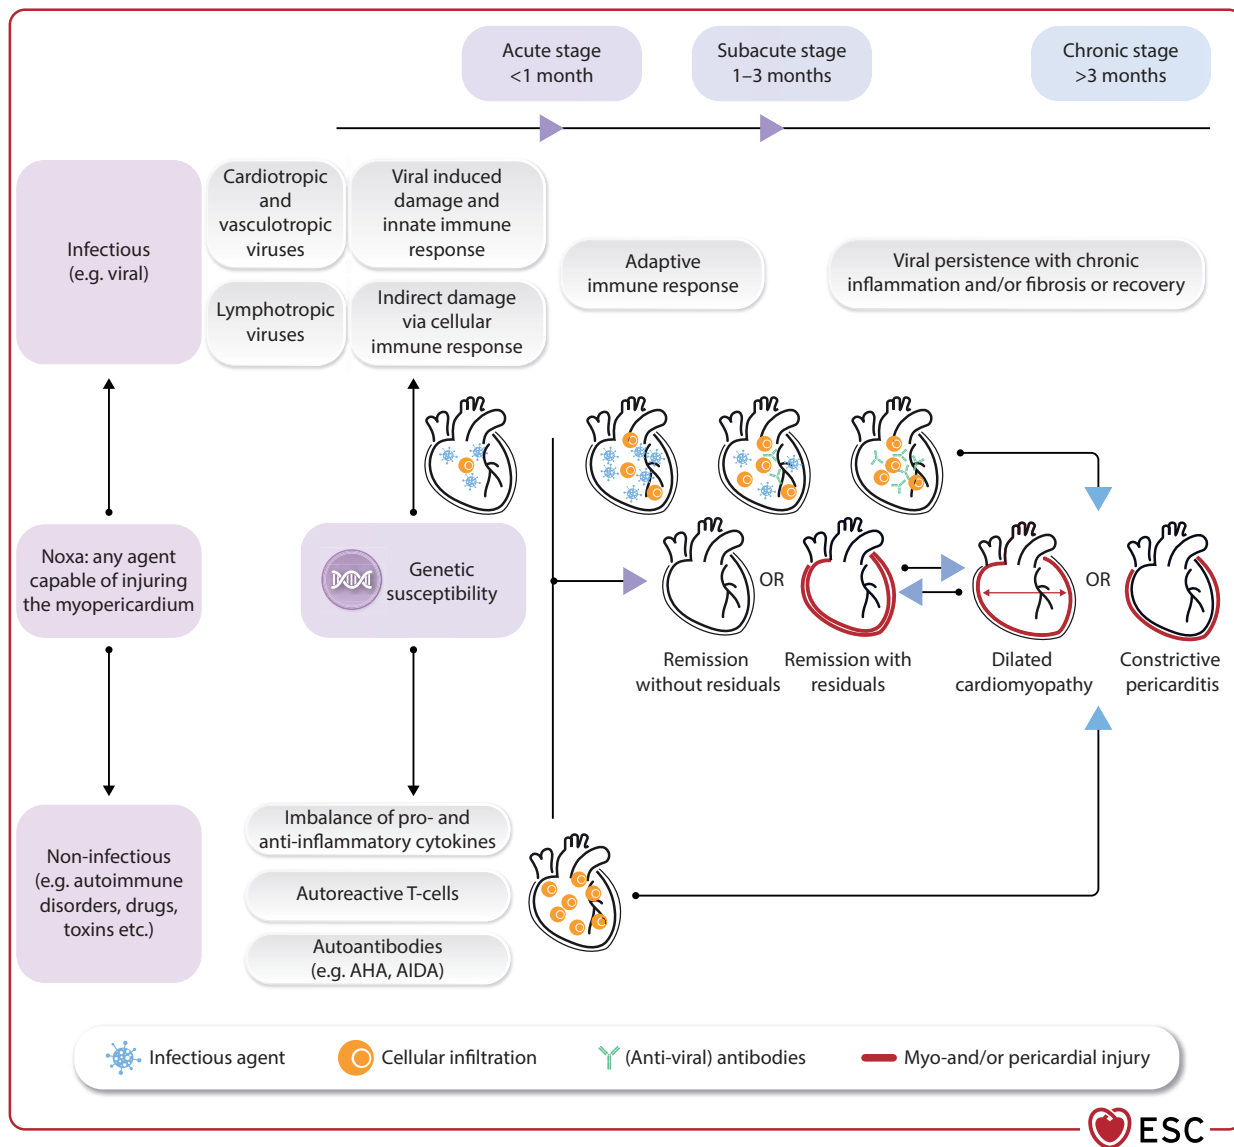 Acute stage
<1 month
Subacute stage
1–3 months
Chronic stage
>3 months
Infectious
(e.g. viral)
Cardiotropic
and
vasculotropic
viruses
Viral induced
damage and
innate immune
response
Lymphotropic
viruses
Indirect damage
via cellular
immune response
Adaptive
immune response
Viral persistence with chronic
inflammation and/or fibrosis or recovery
Noxa: any agent
capable of injuring
the myopericardium
Genetic
susceptibility
OR
OR
Remission
without residuals
Remission with
residuals
Dilated
cardiomyopathy
Constrictive
pericarditis
Non-infectious
(e.g. autoimmune
disorders, drugs,
toxins etc.)
Imbalance of pro- and
anti-inflammatory cytokines
Autoreactive T-cells
Autoantibodies
(e.g. AHA, AIDA)
Infectious agent
Cellular infiltration
(Anti-viral) antibodies
Myo-and/or pericardial injury
ESC